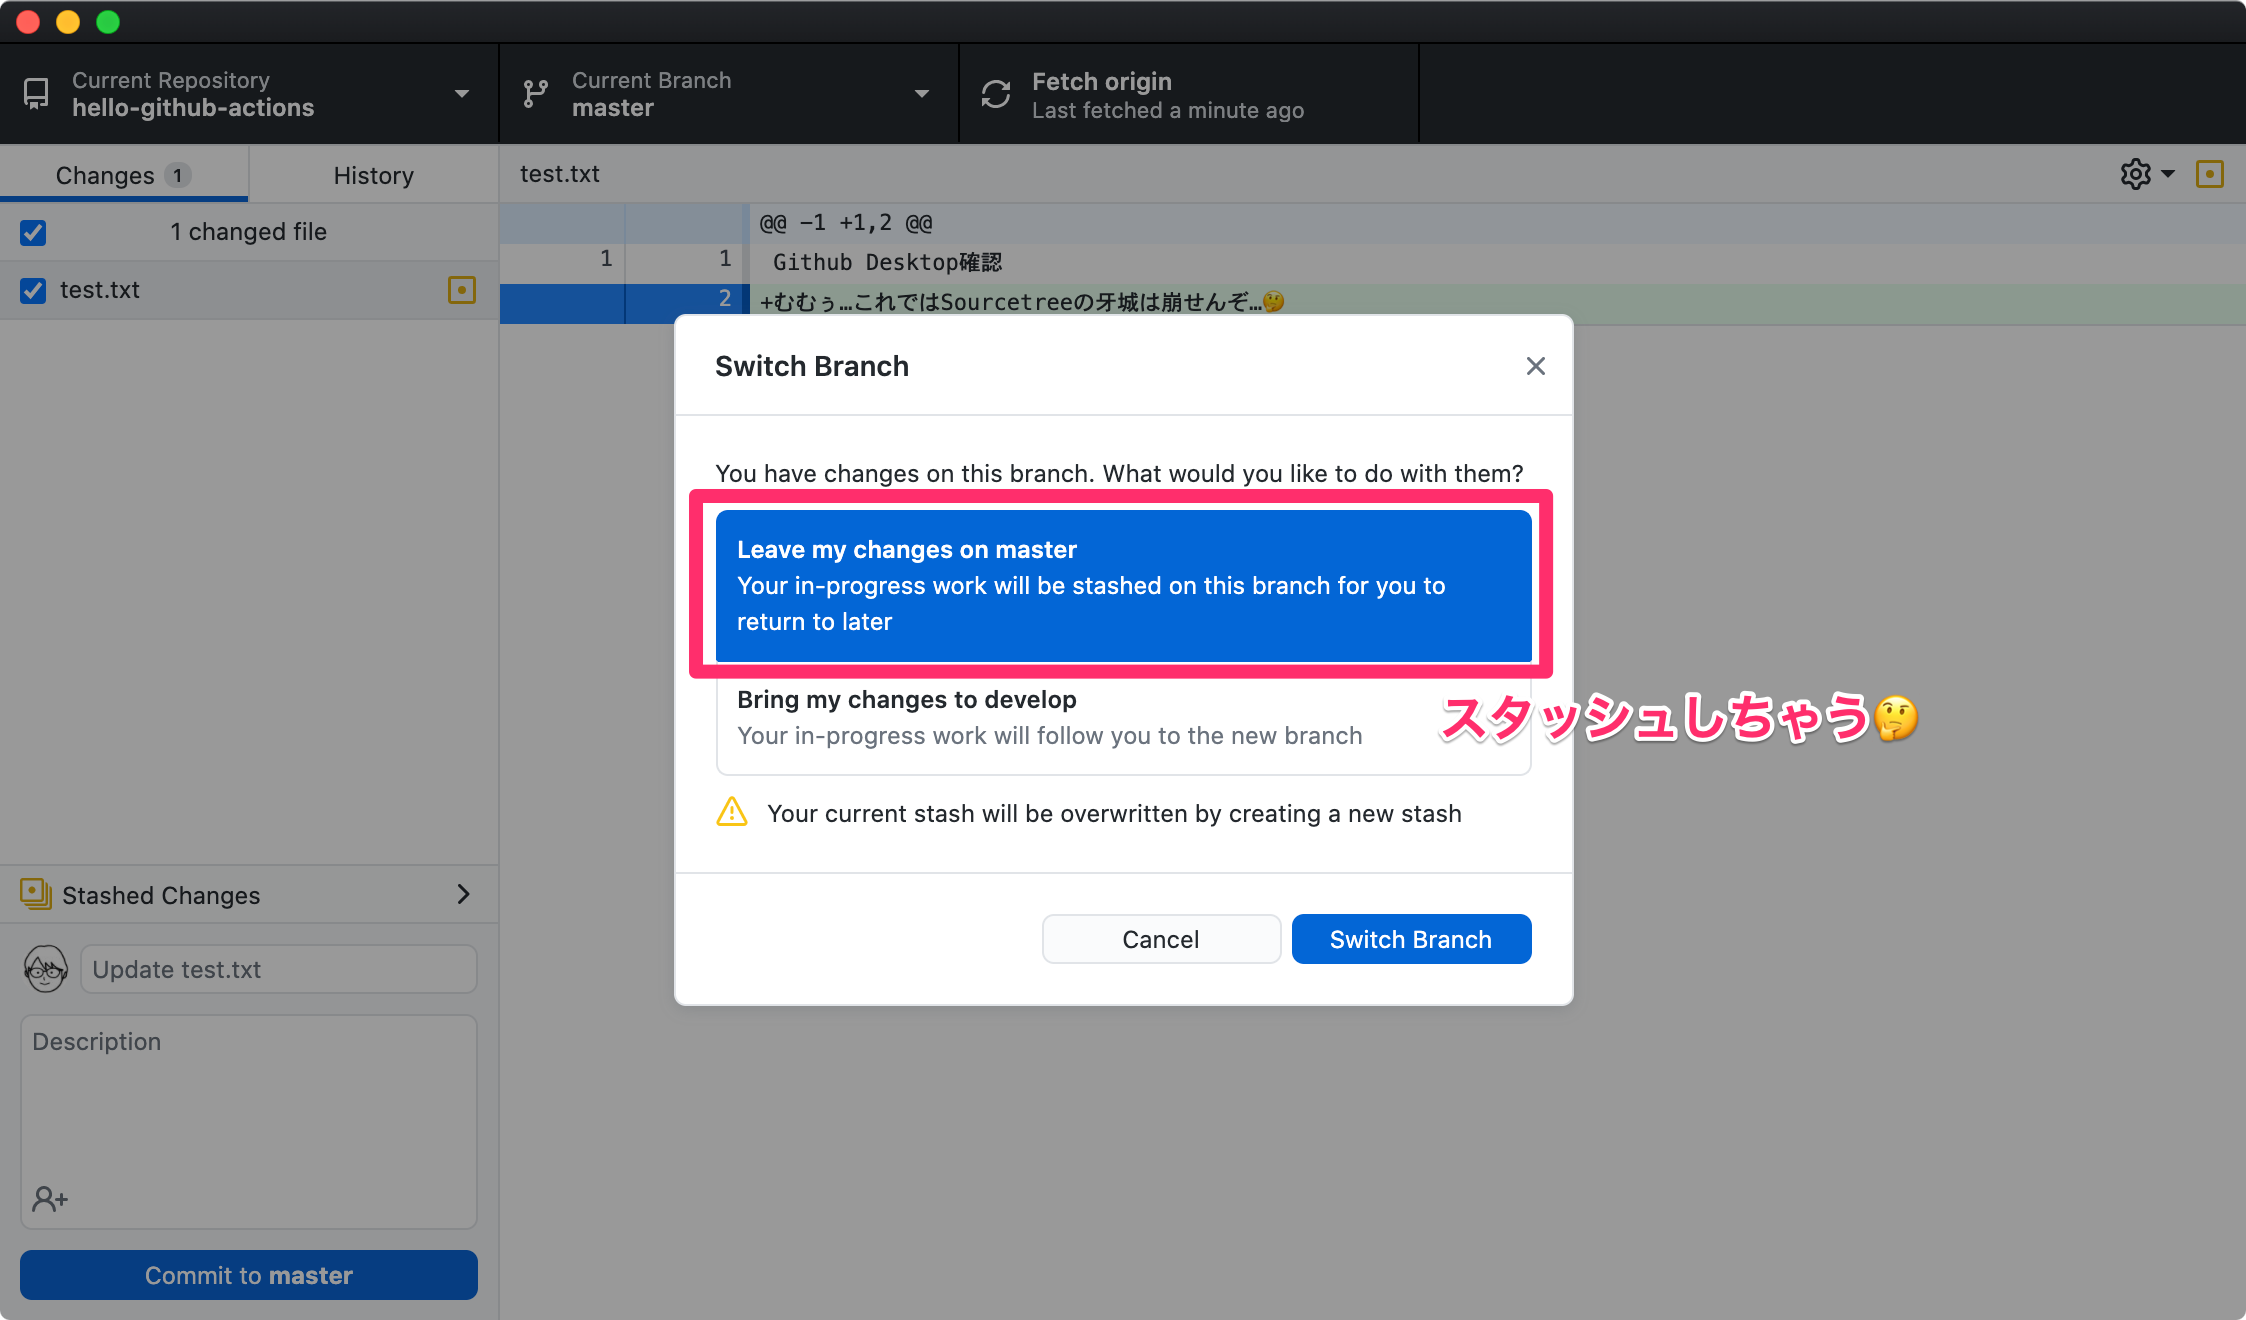 Current Repository
hello-github-actions
Current Branch
master
Fetch origin
Last fetched a minute ago
Changes 1
History
test.txt
1 changed file
test.txt
@@ -1 +1,2 @@
1 1 Github Desktop確認
2 +むむぅ…これではSourcetreeの牙城は崩せんぞ…🤔
Switch Branch
You have changes on this branch. What would you like to do with them?
Leave my changes on master
Your in-progress work will be stashed on this branch for you to
return to later
Bring my changes to develop
Your in-progress work will follow you to the new branch
スタッシュしちゃう🤔
Your current stash will be overwritten by creating a new stash
Cancel
Switch Branch
Stashed Changes
Update test.txt
Description
Commit to master